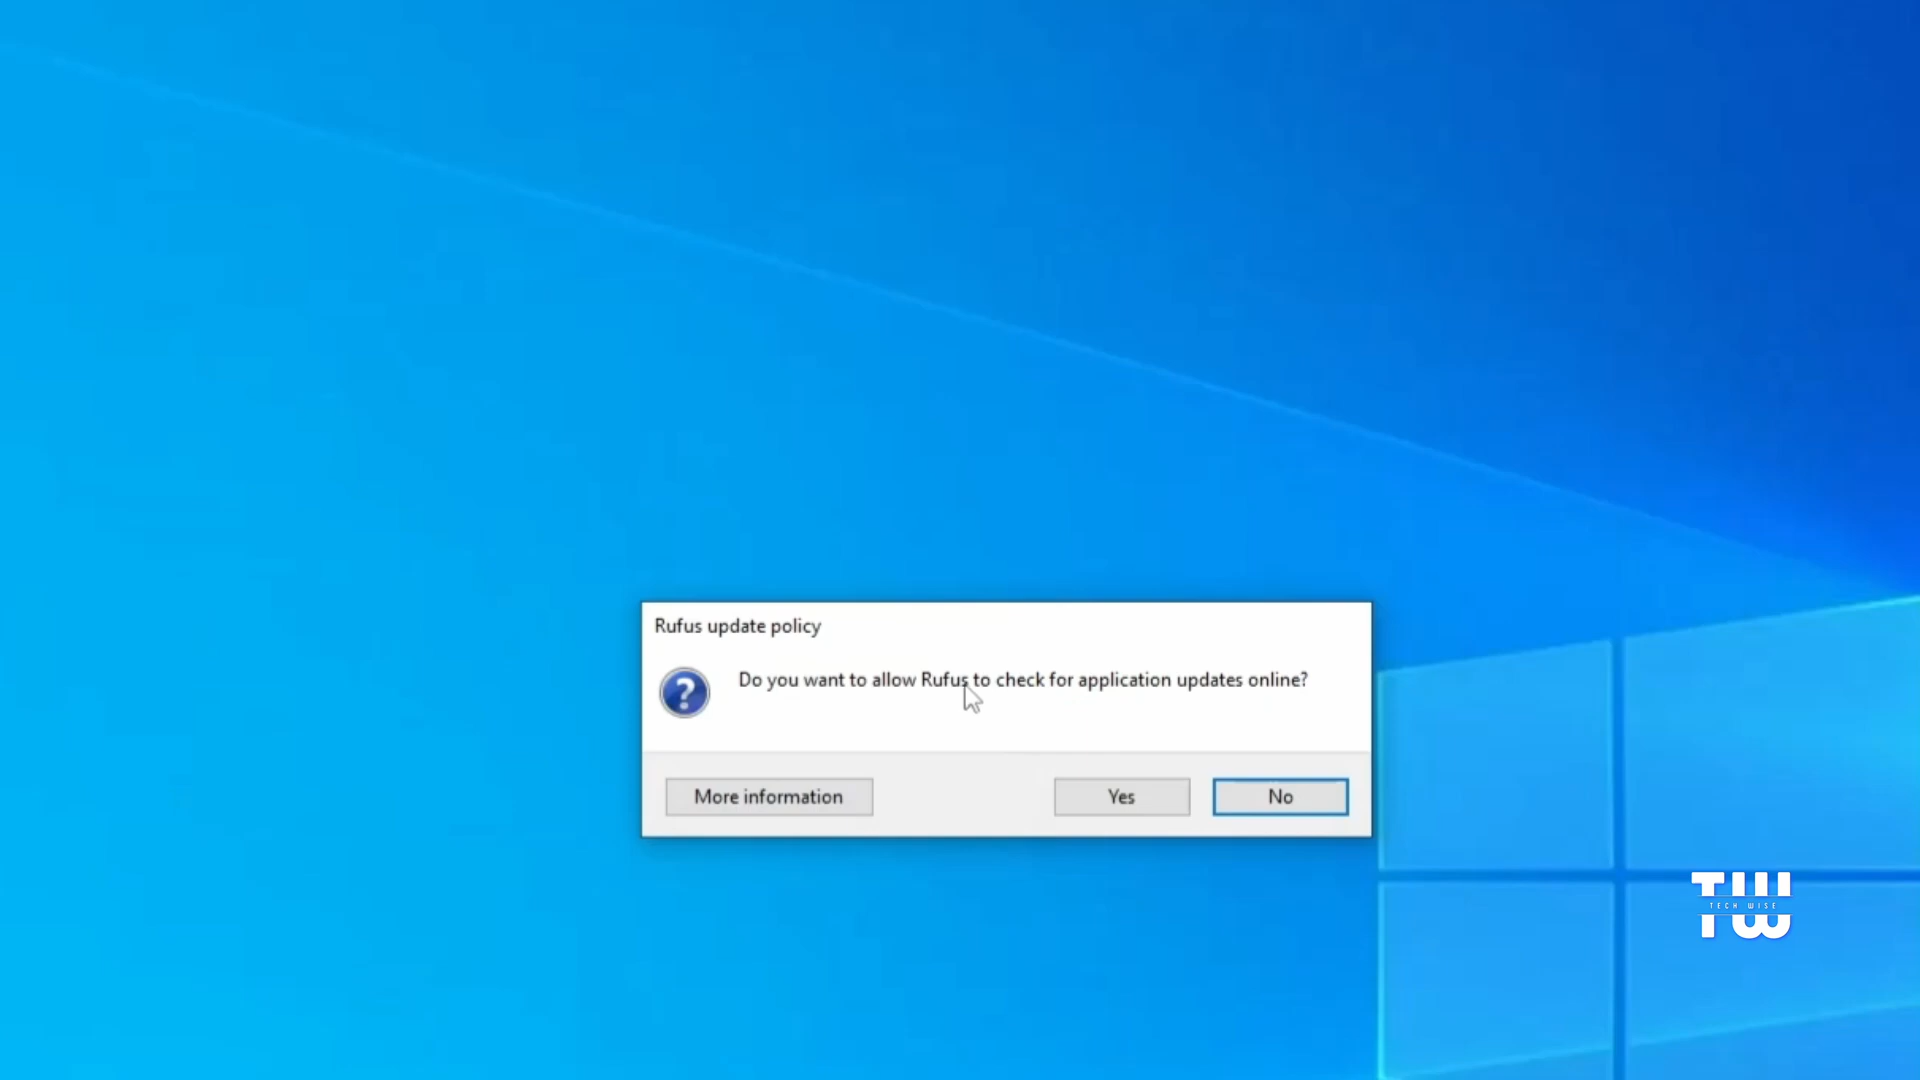 Rufus update policy
Do you want to allow Rufus to check for application updates online?
More information
Yes
No
TW
TECH WISE